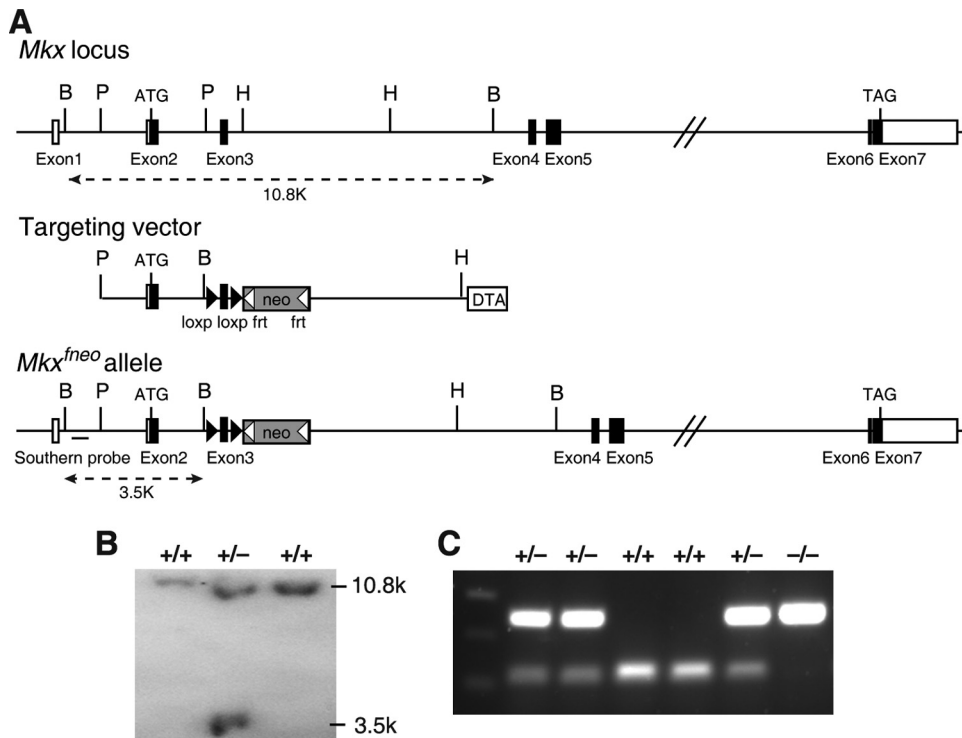 A
Mkx locus
B P ATG P H H B TAG
Exon1 Exon2 Exon3 Exon4 Exon5 Exon6 Exon7
10.8K
Targeting vector
P ATG B H
neo DTA
loxp loxp frt frt
Mkxfneo allele
B P ATG B H B TAG
neo
Southern probe Exon2 Exon3 Exon4 Exon5 Exon6 Exon7
3.5K
B
+/+ +/– +/+
10.8k
3.5k
C
+/– +/– +/+ +/+ +/– –/–